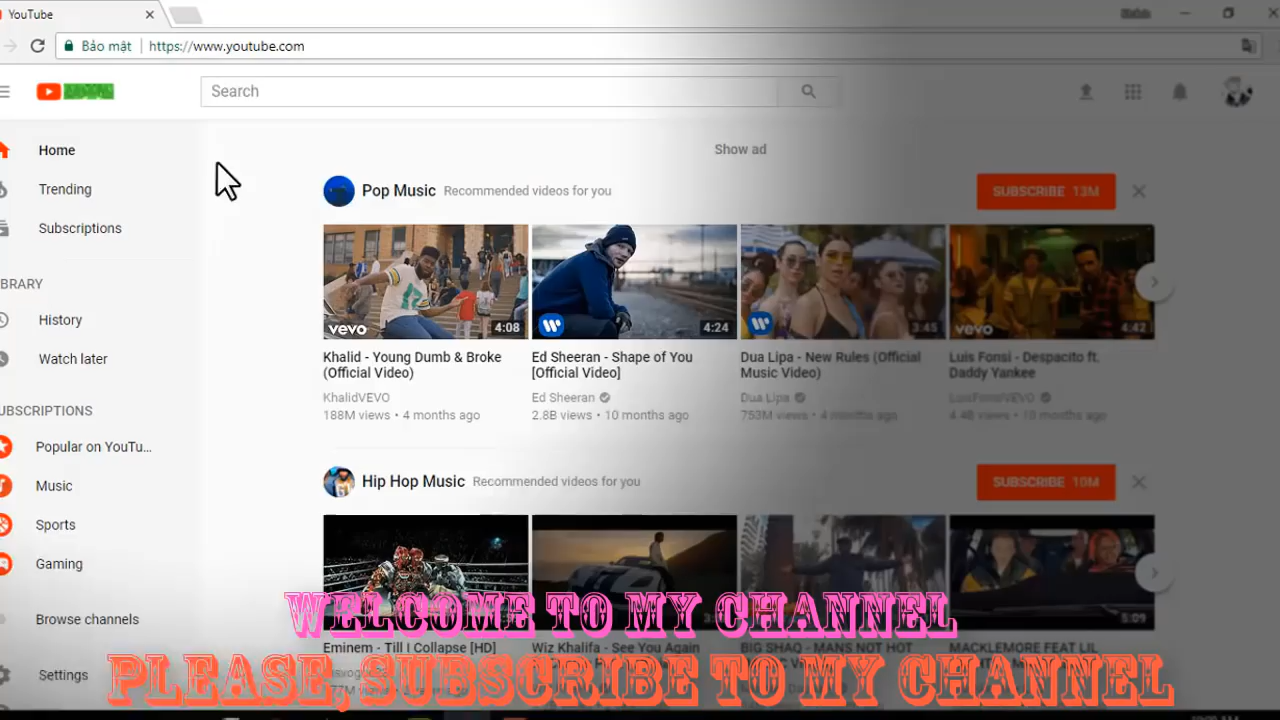 YouTube
Bảo mật https://www.youtube.com
Search
Home
Trending
Subscriptions
IBRARY
History
Watch later
UBSCRIPTIONS
Popular on YouTu...
Music
Sports
Gaming
Browse channels
Settings
Show ad
Pop Music Recommended videos for you
SUBSCRIBE 13M
vevo 4:08
4:24
3:45
vevo 4:42
Khalid - Young Dumb & Broke (Official Video)
KhalidVEVO
188M views • 4 months ago
Ed Sheeran - Shape of You [Official Video]
Ed Sheeran
2.8B views • 10 months ago
Dua Lipa - New Rules (Official Music Video)
Dua Lipa
753M views • 4 months ago
Luis Fonsi - Despacito ft. Daddy Yankee
LuisFonsiVEVO
4.4B views • 10 months ago
Hip Hop Music Recommended videos for you
SUBSCRIBE 10M
5:09
WELCOME TO MY CHANNEL
Eminem - Till I Collapse [HD]
Wiz Khalifa - See You Again
BIG SHAQ - MANS NOT HOT
MACKLEMORE FEAT LIL
PLEASE, SUBSCRIBE TO MY CHANNEL